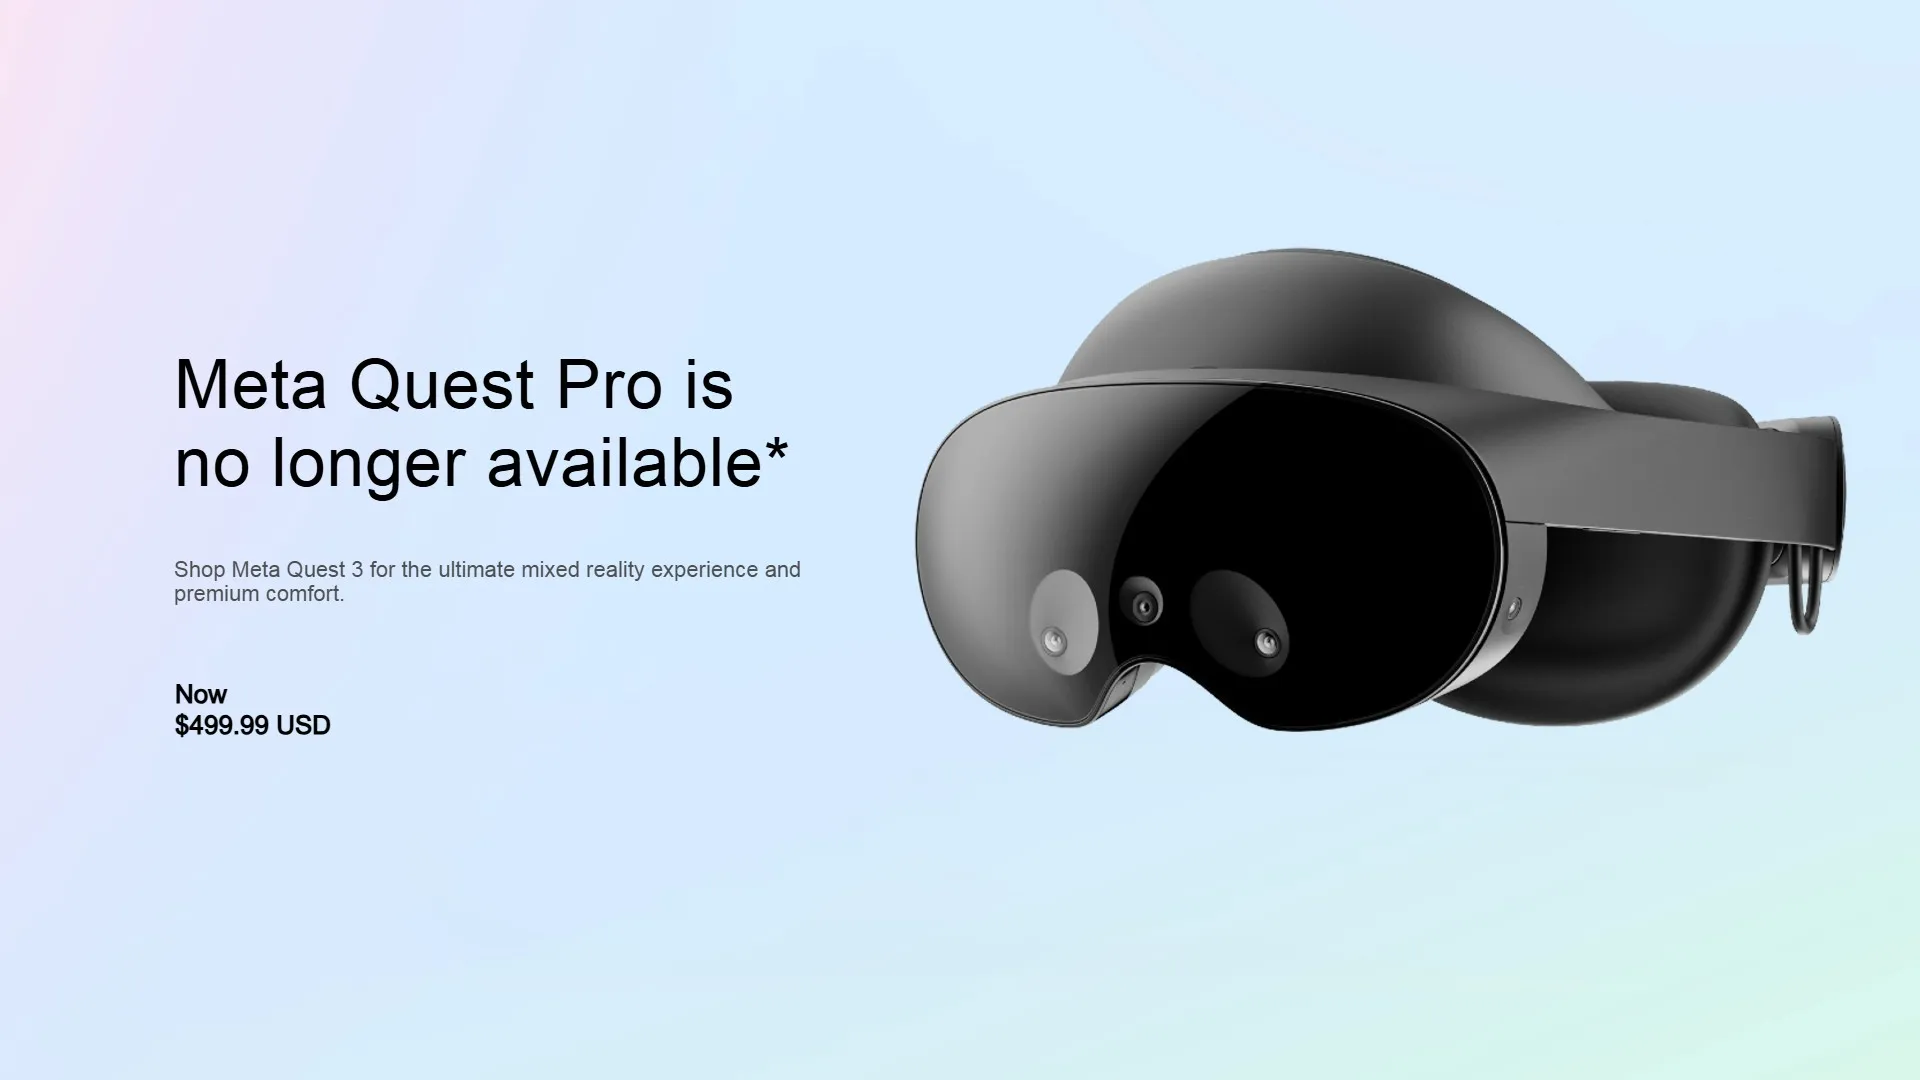 Meta Quest Pro is
no longer available*
Shop Meta Quest 3 for the ultimate mixed reality experience and
premium comfort.
Now
$499.99 USD